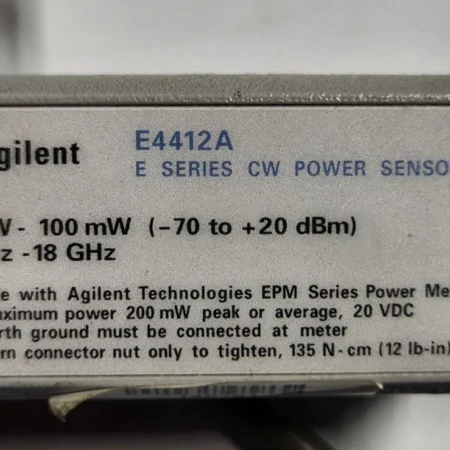 gilent E4412A
E SERIES CW POWER SENSO
W - 100 mW (-70 to +20 dBm)
z - 18 GHz
e with Agilent Technologies EPM Series Power Me
aximum power 200 mW peak or average, 20 VDC
rth ground must be connected at meter
rn connector nut only to tighten, 135 N-cm (12 lb-in)